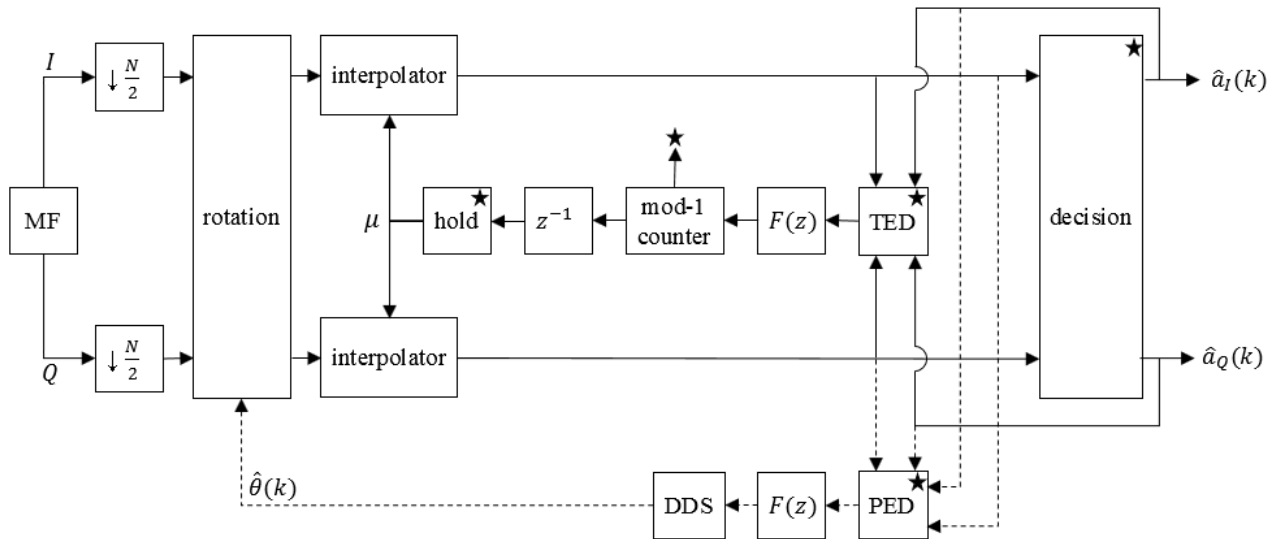 I
↓ N/2
MF
Q
↓ N/2
rotation
interpolator
μ
hold
z⁻¹
mod-1
counter
F(z)
TED
interpolator
decision
â_I(k)
â_Q(k)
θ̂(k)
DDS
F(z)
PED